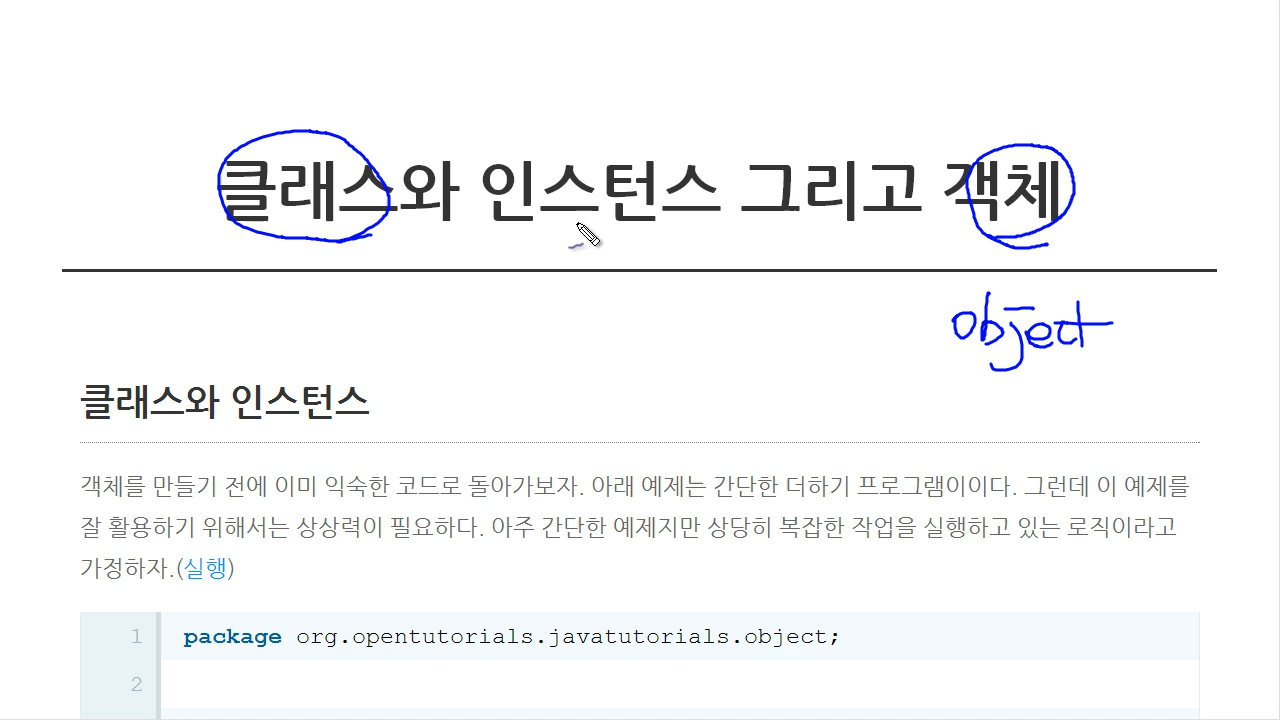 클래스와 인스턴스 그리고 객체
object
클래스와 인스턴스
객체를 만들기 전에 이미 익숙한 코드로 돌아가보자. 아래 예제는 간단한 더하기 프로그램이이다. 그런데 이 예제를
잘 활용하기 위해서는 상상력이 필요하다. 아주 간단한 예제지만 상당히 복잡한 작업을 실행하고 있는 로직이라고
가정하자.(실행)
1 package org.opentutorials.javatutorials.object;
2